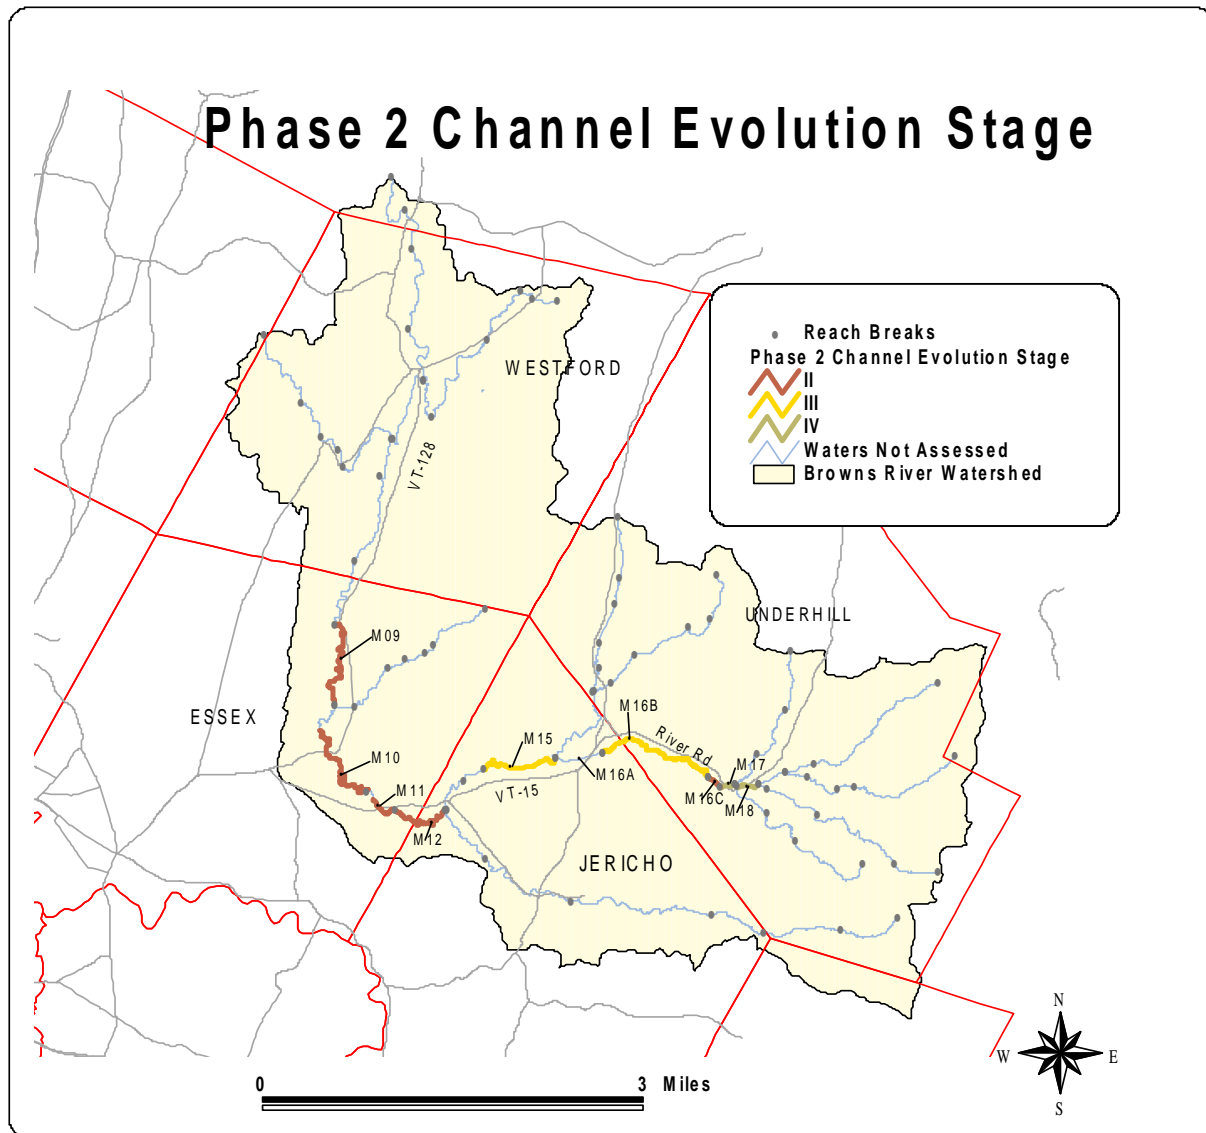 Phase 2 Channel Evolution Stage
Reach Breaks
Phase 2 Channel Evolution Stage
II
III
IV
Waters Not Assessed
Browns River Watershed
WESTFORD
VT-128
UNDERHILL
M09
ESSEX
M16B
River Rd
M15
M10
M16A
M17
M11
VT-15
M16C
M18
M12
JERICHO
N
W
E
S
0
3 Miles